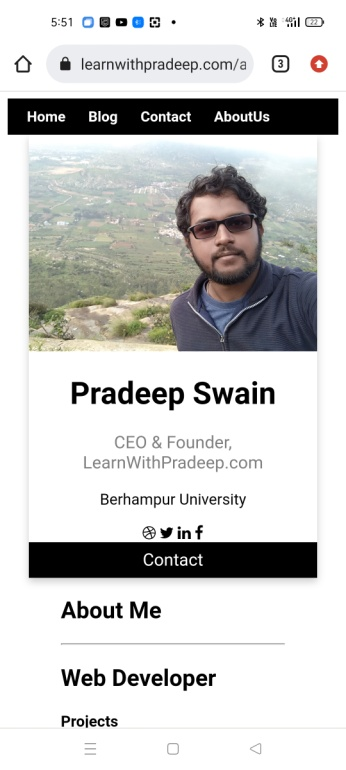 5:51
22
learnwithpradeep.com/a
3
Home Blog Contact AboutUs
Pradeep Swain
CEO & Founder,
LearnWithPradeep.com
Berhampur University
Contact
About Me
Web Developer
Projects